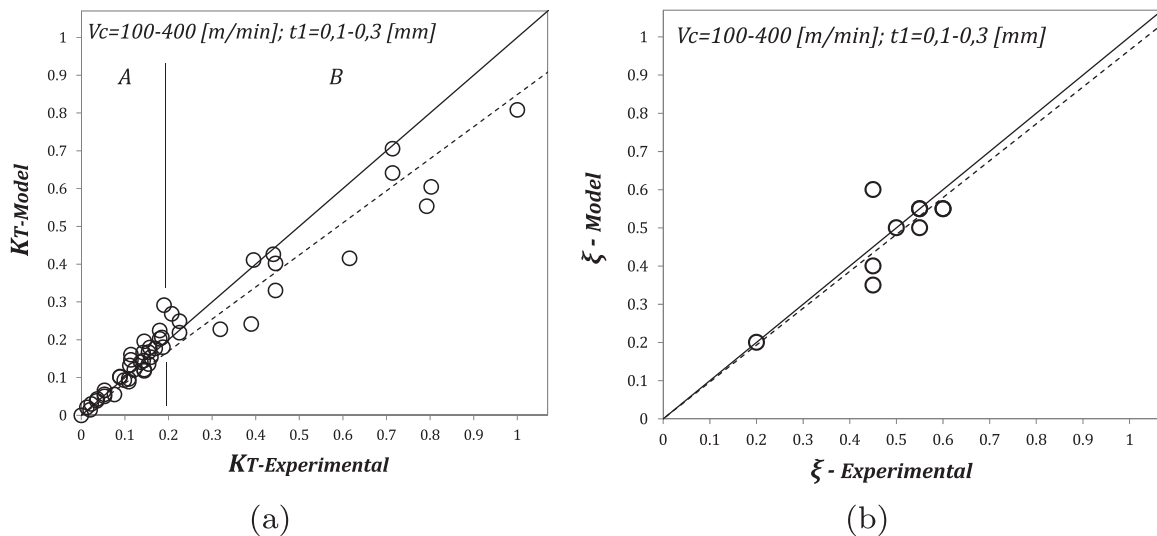 Vc=100-400 [m/min]; t1=0,1-0,3 [mm]
A
B
1
0.9
0.8
0.7
0.6
0.5
0.4
0.3
0.2
0.1
0
0 0.1 0.2 0.3 0.4 0.5 0.6 0.7 0.8 0.9 1
KT-Model
KT-Experimental
(a)
Vc=100-400 [m/min]; t1=0,1-0,3 [mm]
1
0.9
0.8
0.7
0.6
0.5
0.4
0.3
0.2
0.1
0
0 0.1 0.2 0.3 0.4 0.5 0.6 0.7 0.8 0.9 1
ξ - Model
ξ - Experimental
(b)